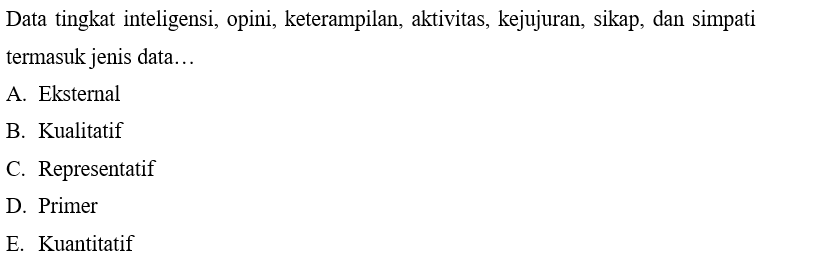 Data tingkat inteligensi, opini, keterampilan, aktivitas, kejujuran, sikap, dan simpati
termasuk jenis data…
A. Eksternal
B. Kualitatif
C. Representatif
D. Primer
E. Kuantitatif